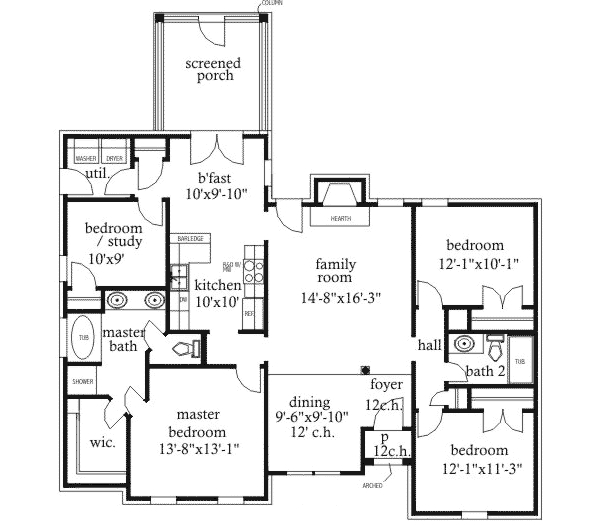 COLUMN
screened
porch
WASHER
DRYER
util.
b'fast
10'x9'-10"
HEARTH
bedroom
/ study
10'x9'
BARLEDGE
kitchen
10'x10'
DW
REF.
family
room
14'-8"x16'-3"
bedroom
12'-1"x10'-1"
TUB
master
bath
SHOWER
hall
bath 2
TUB
wic.
master
bedroom
13'-8"x13'-1"
dining
9'-6"x9'-10"
12' c.h.
foyer
12c.h.
p
12c.h.
ARCHED
bedroom
12'-1"x11'-3"